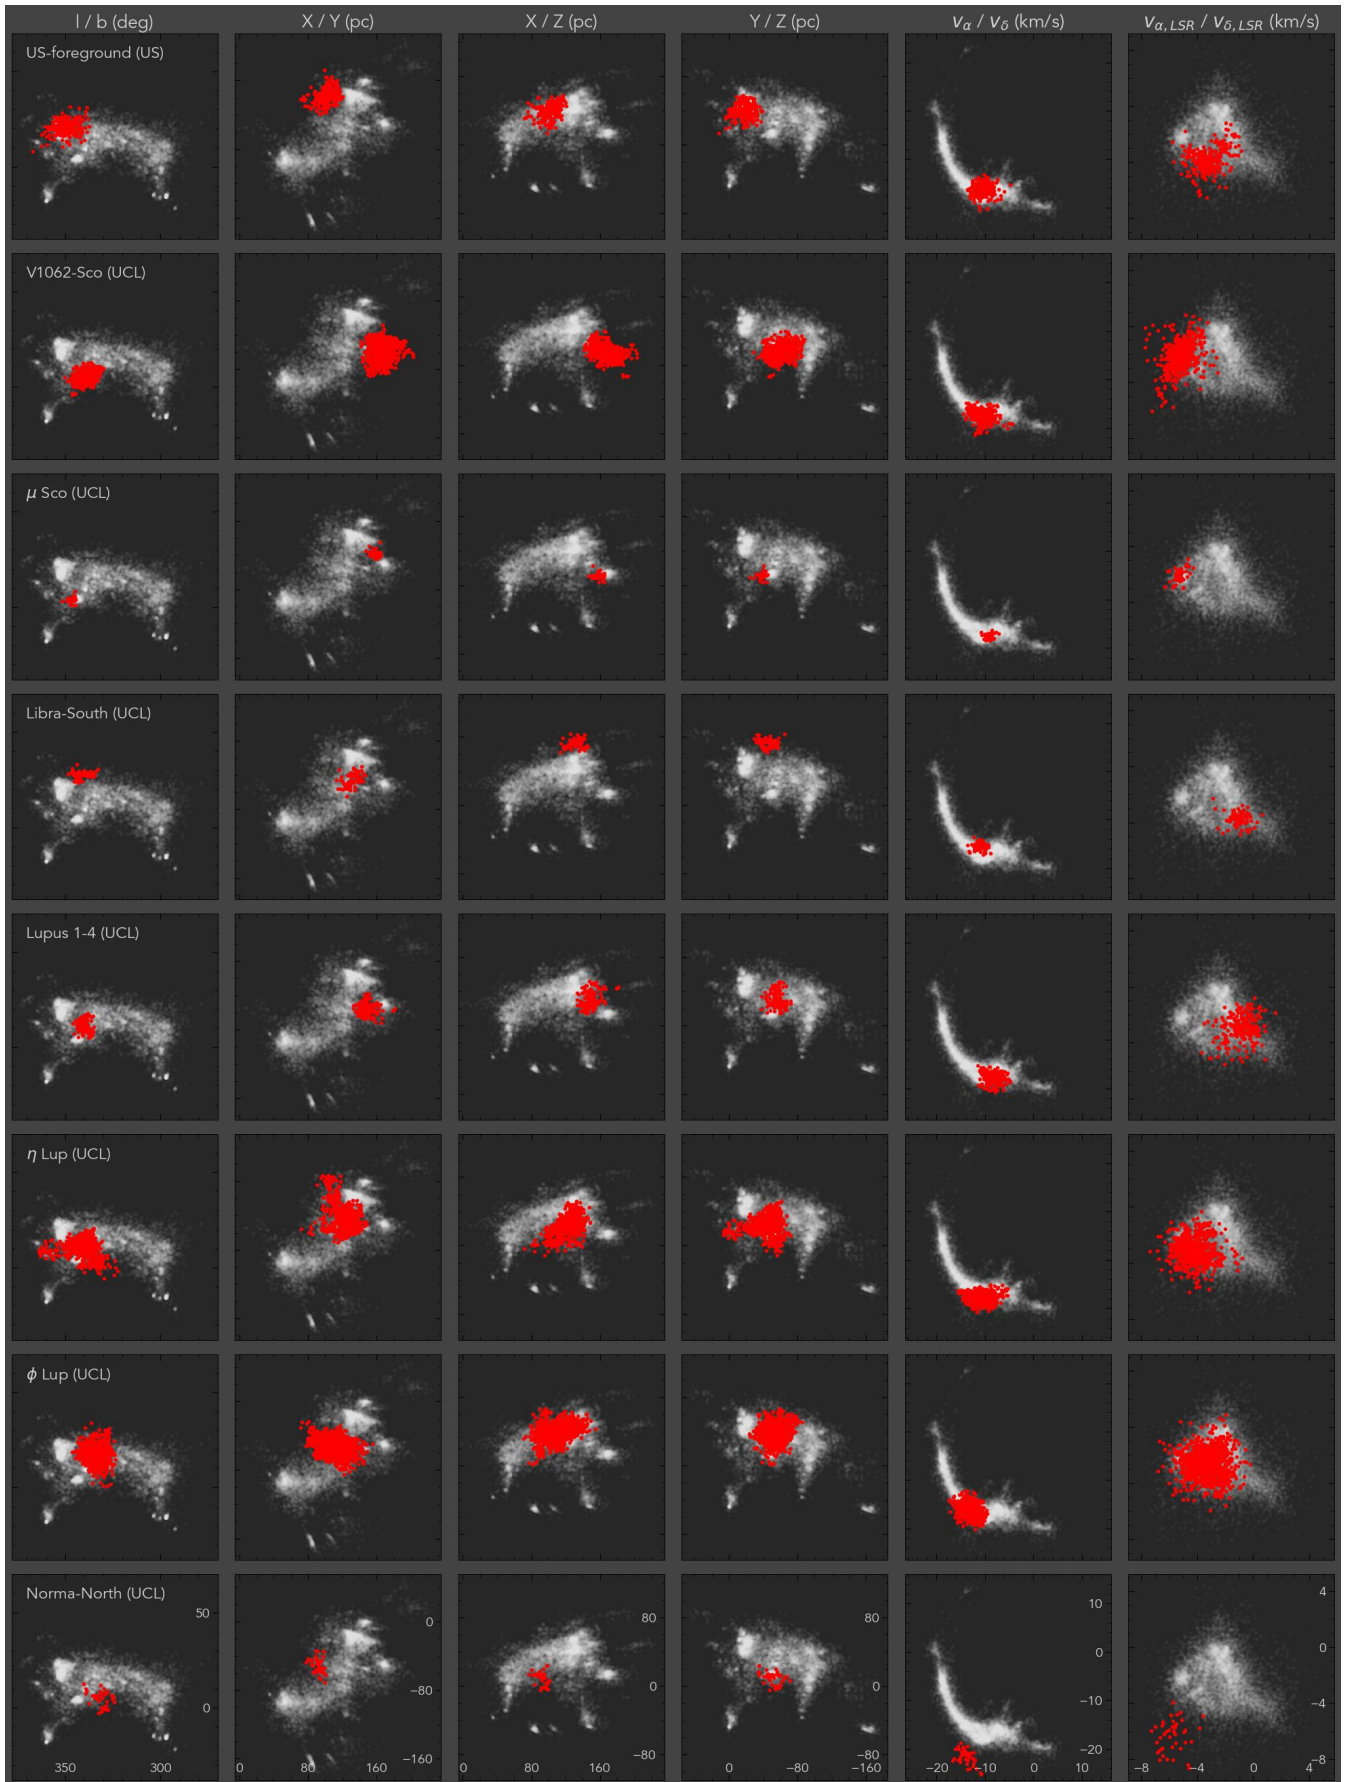 l / b (deg) X / Y (pc) X / Z (pc) Y / Z (pc) vα / vδ (km/s) vα,LSR / vδ,LSR (km/s)
US-foreground (US)
V1062-Sco (UCL)
μ Sco (UCL)
Libra-South (UCL)
Lupus 1-4 (UCL)
η Lup (UCL)
ϕ Lup (UCL)
Norma-North (UCL)
50 0 80 80 10 4
0 −80 0 0 0 0
−10 −4
−160 −80 −80 −20 −8
350 300 0 80 160 0 80 160 0 −80 −160 −20 −10 0 10 −8 −4 0 4